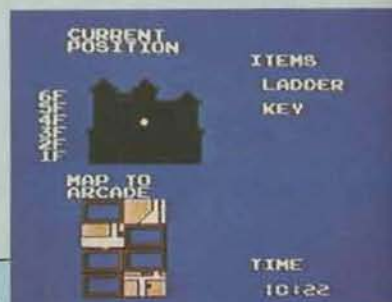 CURRENT
POSITION
ITEMS
LADDER
KEY
6F
5F
4F
3F
2F
1F
MAP TO
ARCADE
TIME
10:22